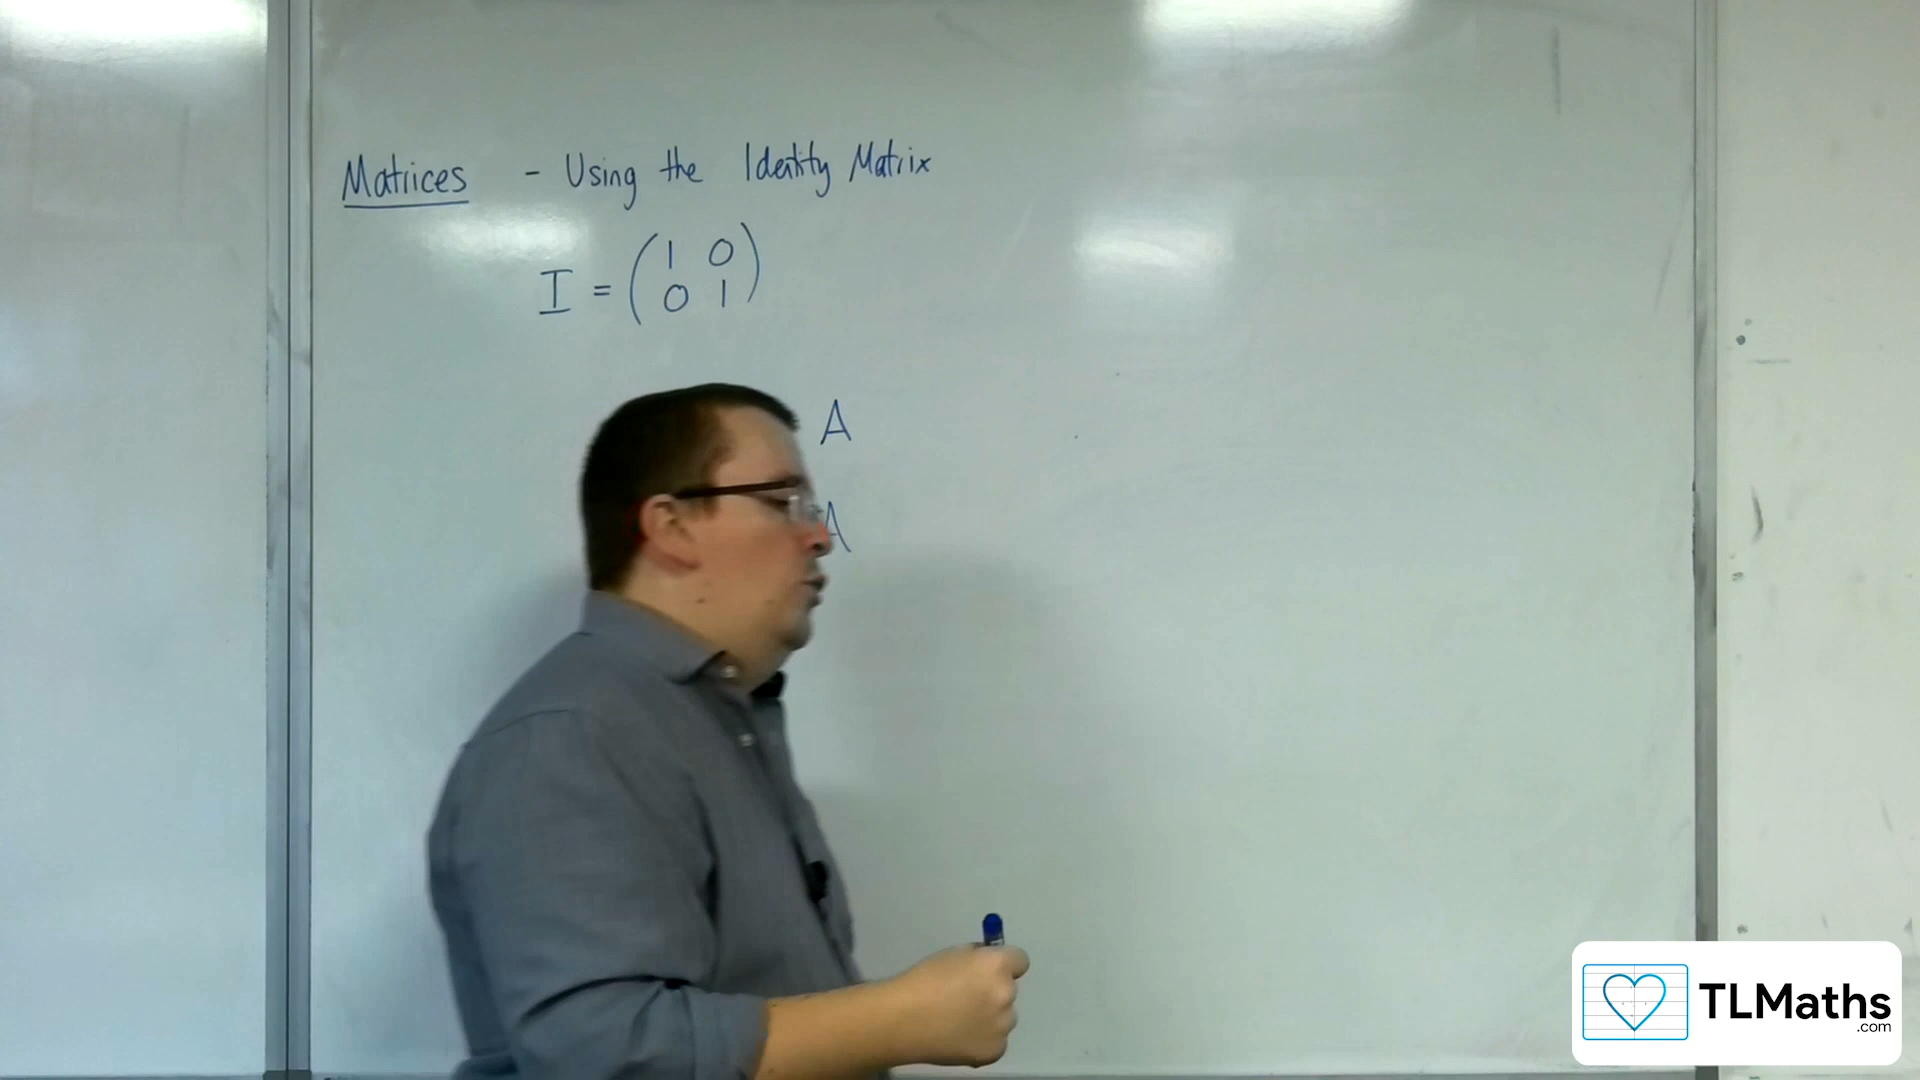 Matrices - Using the Identity Matrix
I = (1 0
0 1)
A
A
TLMaths
.com